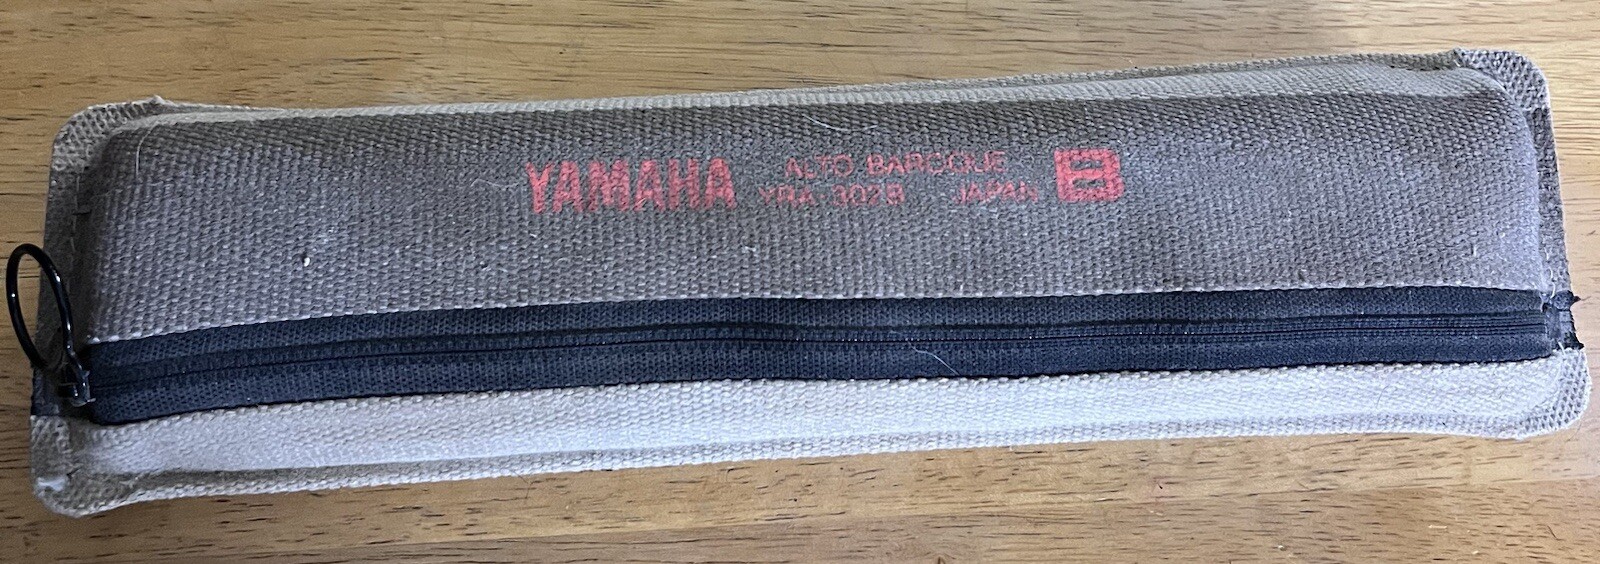 YAMAHA
ALTO BAROQUE
YRA-302B JAPAN
B